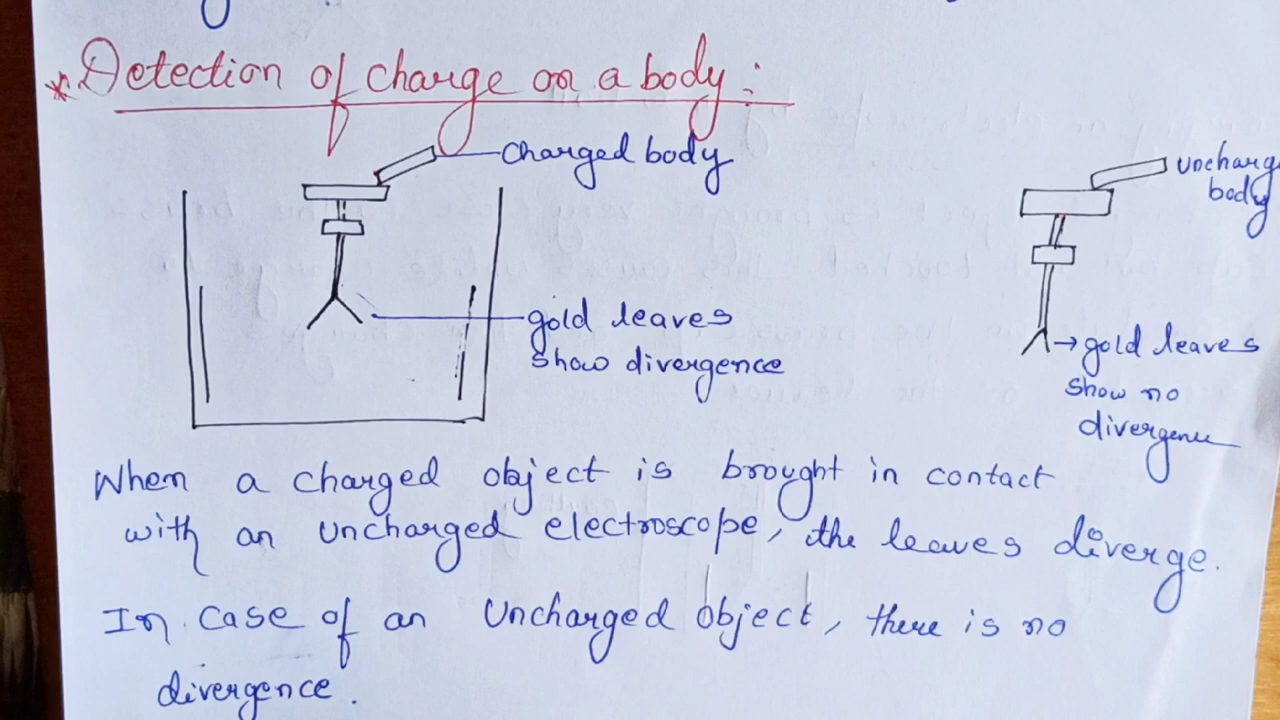 * Detection of charge on a body:
charged body
gold leaves
show divergence
uncharg
body
→gold leaves
show no
divergence
When a charged object is brought in contact
with an uncharged electroscope, the leaves diverge.
In case of an uncharged object, there is no
divergence.